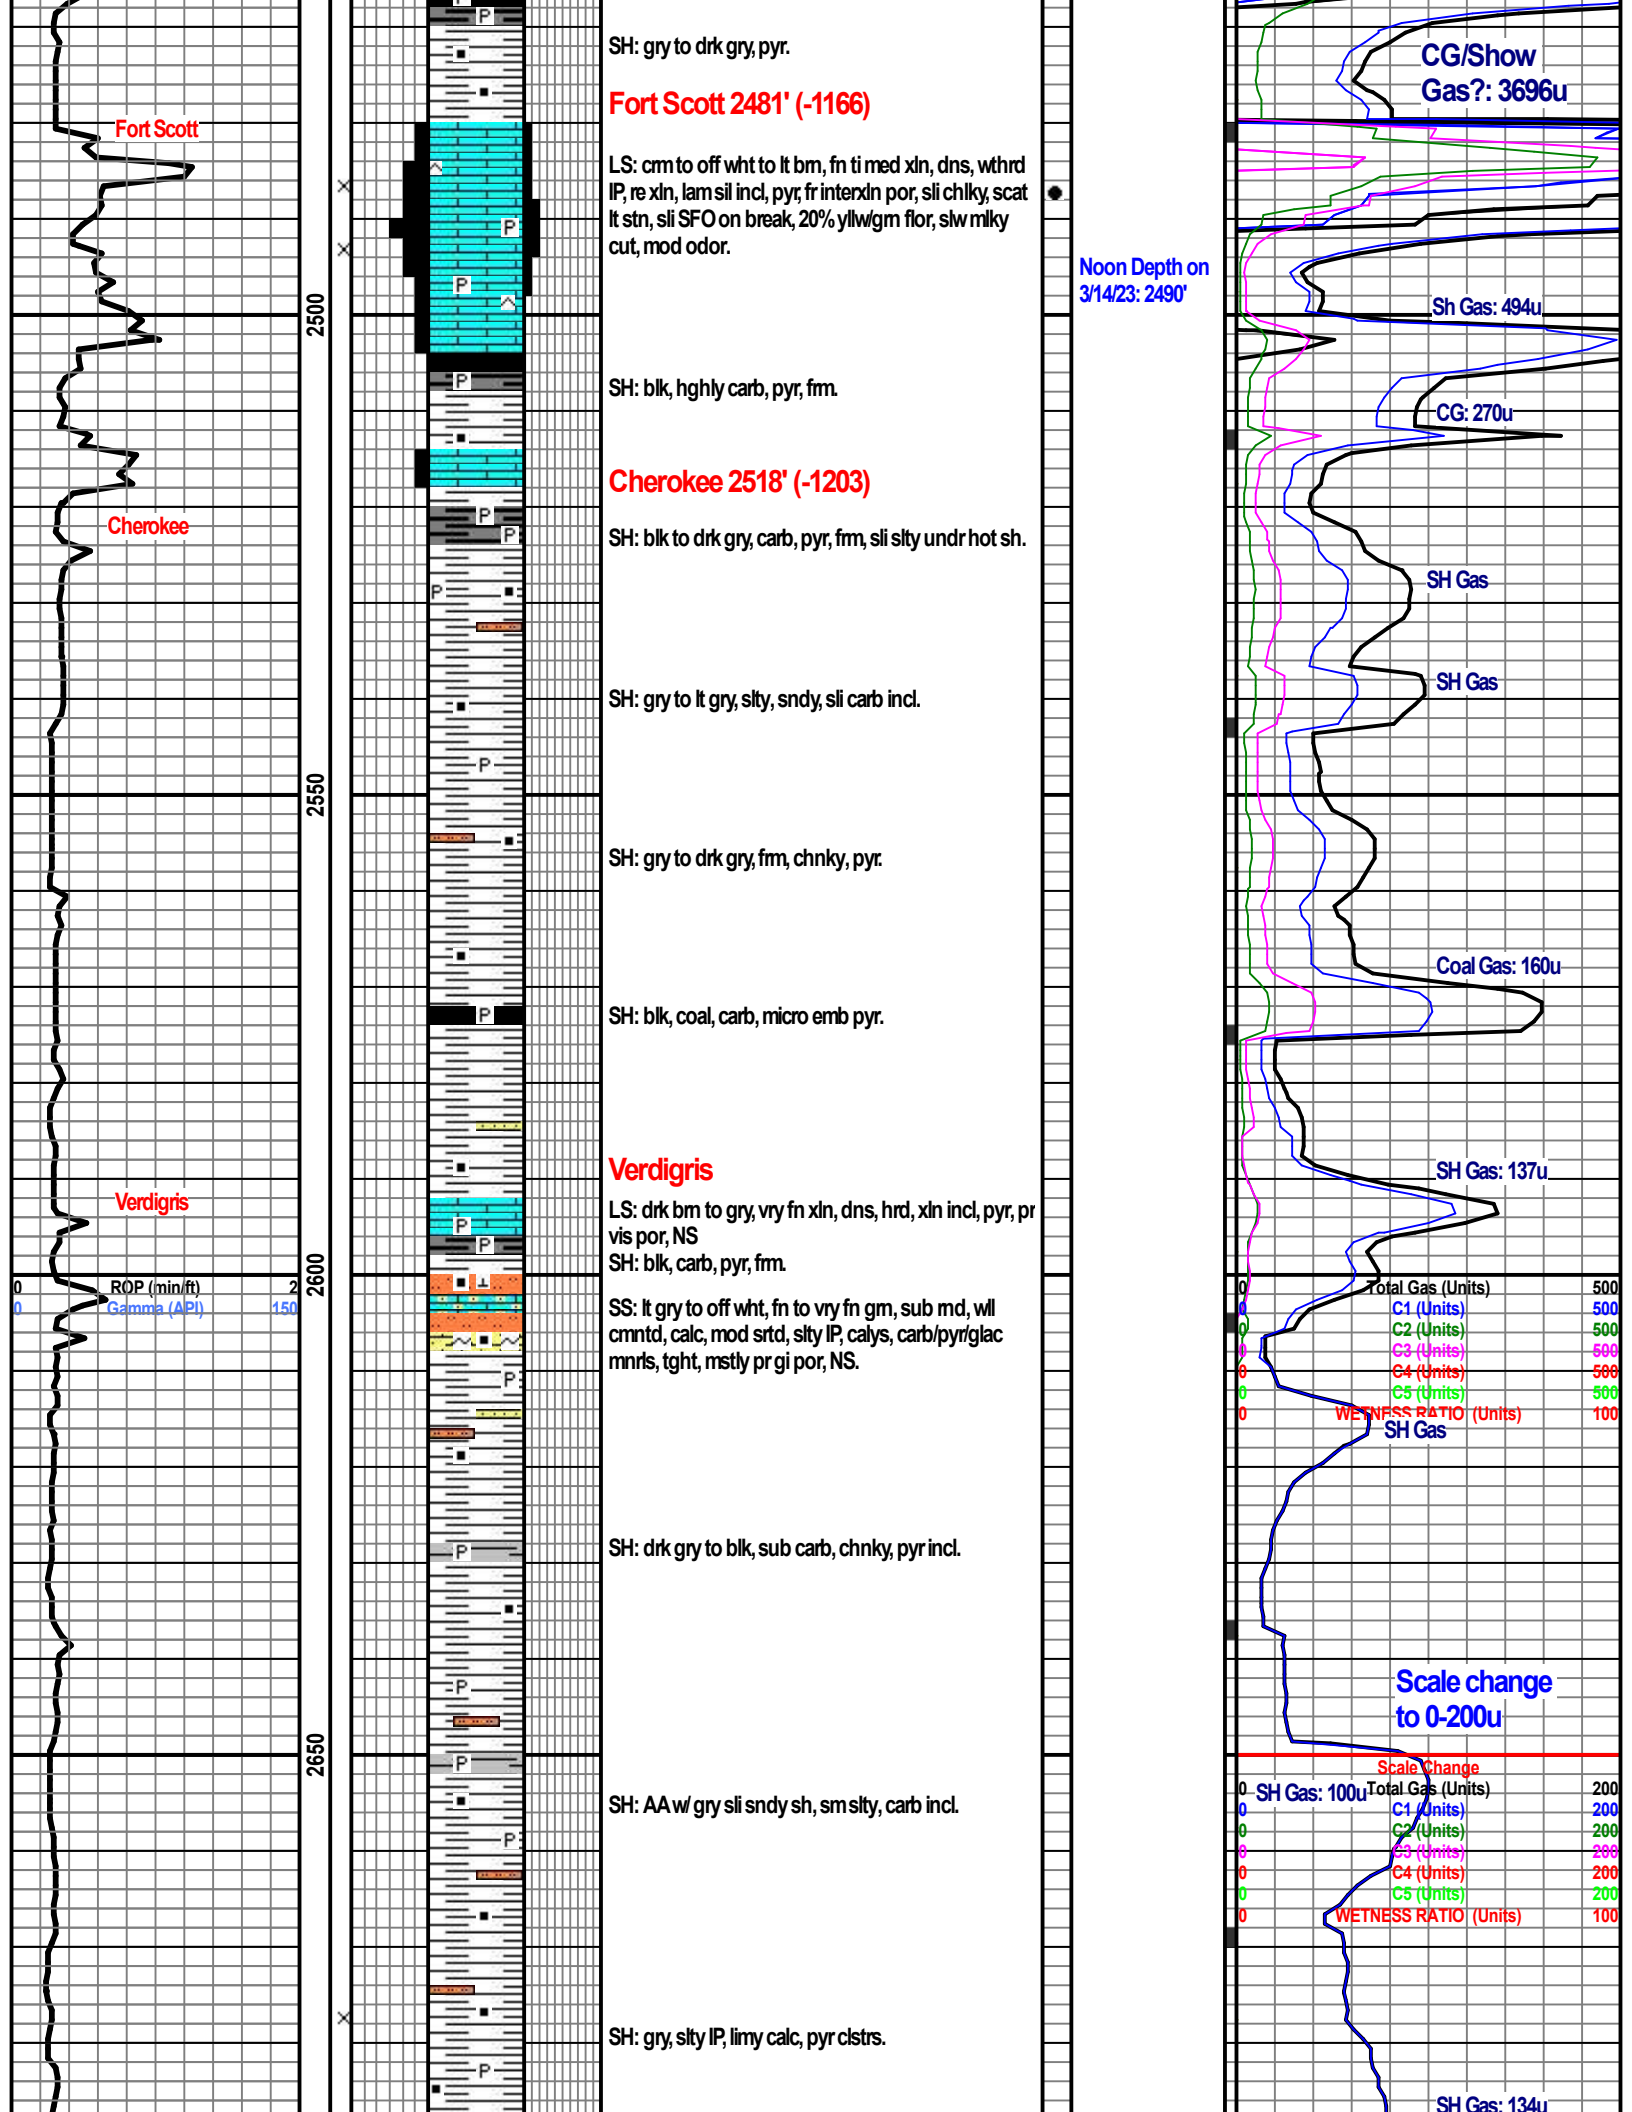 SH: gry to drk gry, pyr.
CG/Show
Gas?: 3696u
Fort Scott 2481' (-1166)
Fort Scott
LS: crm to off wht to lt brn, fn ti med xln, dns, wthrd
IP, re xln, lam sil incl, pyr, fr interxln por, sli chlky, scat
lt stn, sli SFO on break, 20% yllw/grn flor, slw mlky
cut, mod odor.
Noon Depth on
3/14/23: 2490'
2500
Sh Gas: 494u
SH: blk, hghly carb, pyr, frm.
CG: 270u
Cherokee 2518' (-1203)
Cherokee
SH: blk to drk gry, carb, pyr, frm, sli slty undr hot sh.
SH Gas
SH Gas
SH: gry to lt gry, slty, sndy, sli carb incl.
2550
SH: gry to drk gry, frm, chnky, pyr.
Coal Gas: 160u
SH: blk, coal, carb, micro emb pyr.
Verdigris
SH Gas: 137u
Verdigris
LS: drk brn to gry, vry fn xln, dns, hrd, xln incl, pyr, pr
vis por, NS
SH: blk, carb, pyr, frm.
2600
0 ROP (min/ft) 2
0 Gamma (API) 150
SS: lt gry to off wht, fn to vry fn grn, sub rnd, wll
cmntd, calc, mod srtd, slty IP, calys, carb/pyr/glac
mnrls, tght, mstly pr gi por, NS.
0 Total Gas (Units) 500
0 C1 (Units) 500
0 C2 (Units) 500
0 C3 (Units) 500
0 C4 (Units) 500
0 C5 (Units) 500
0 WETNESS RATIO (Units) 100
SH Gas
SH: drk gry to blk, sub carb, chnky, pyr incl.
Scale change
to 0-200u
2650
Scale Change
SH Gas: 100u
0 Total Gas (Units) 200
0 C1 (Units) 200
0 C2 (Units) 200
0 C3 (Units) 200
0 C4 (Units) 200
0 C5 (Units) 200
0 WETNESS RATIO (Units) 100
SH: AA w/ gry sli sndy sh, sm slty, carb incl.
SH: gry, slty IP, limy calc, pyr clstrs.
SH Gas: 134u